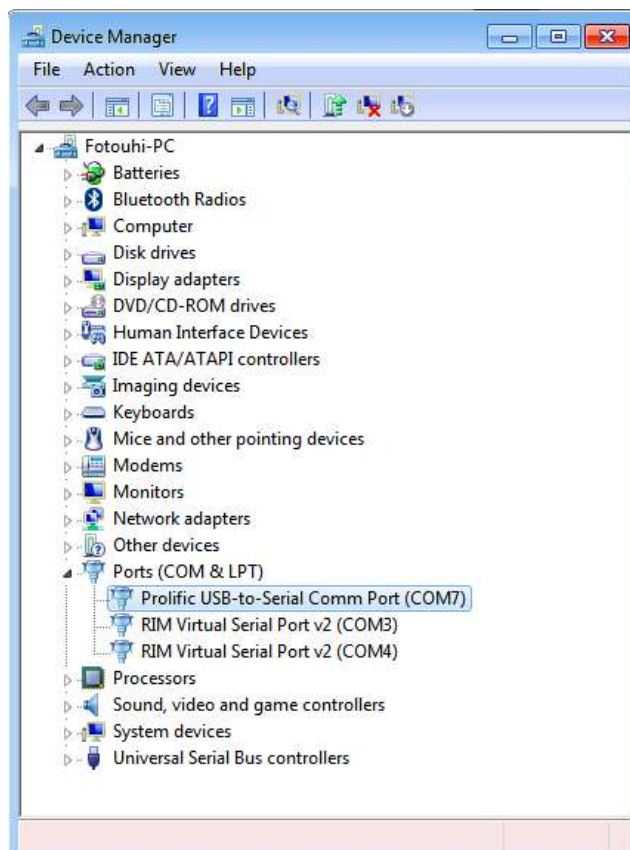 Device Manager
File Action View Help
Fotouhi-PC
Batteries
Bluetooth Radios
Computer
Disk drives
Display adapters
DVD/CD-ROM drives
Human Interface Devices
IDE ATA/ATAPI controllers
Imaging devices
Keyboards
Mice and other pointing devices
Modems
Monitors
Network adapters
Other devices
Ports (COM & LPT)
Prolific USB-to-Serial Comm Port (COM7)
RIM Virtual Serial Port v2 (COM3)
RIM Virtual Serial Port v2 (COM4)
Processors
Sound, video and game controllers
System devices
Universal Serial Bus controllers